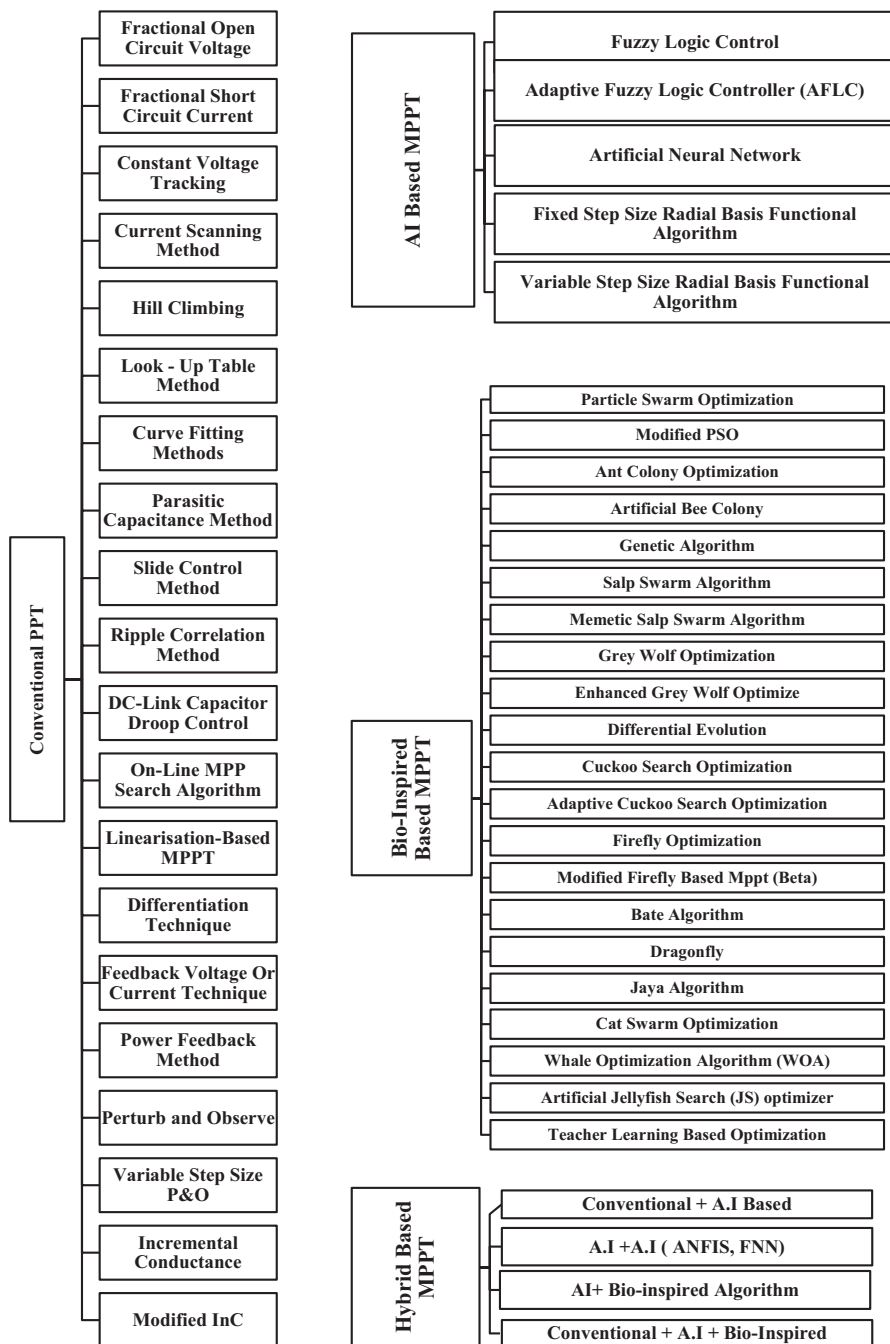 Conventional PPT
Fractional Open
Circuit Voltage
Fractional Short
Circuit Current
Constant Voltage
Tracking
Current Scanning
Method
Hill Climbing
Look - Up Table
Method
Curve Fitting
Methods
Parasitic
Capacitance Method
Slide Control
Method
Ripple Correlation
Method
DC-Link Capacitor
Droop Control
On-Line MPP
Search Algorithm
Linearisation-Based
MPPT
Differentiation
Technique
Feedback Voltage Or
Current Technique
Power Feedback
Method
Perturb and Observe
Variable Step Size
P&O
Incremental
Conductance
Modified InC
AI Based MPPT
Fuzzy Logic Control
Adaptive Fuzzy Logic Controller (AFLC)
Artificial Neural Network
Fixed Step Size Radial Basis Functional
Algorithm
Variable Step Size Radial Basis Functional
Algorithm
Bio-Inspired
Based MPPT
Particle Swarm Optimization
Modified PSO
Ant Colony Optimization
Artificial Bee Colony
Genetic Algorithm
Salp Swarm Algorithm
Memetic Salp Swarm Algorithm
Grey Wolf Optimization
Enhanced Grey Wolf Optimize
Differential Evolution
Cuckoo Search Optimization
Adaptive Cuckoo Search Optimization
Firefly Optimization
Modified Firefly Based Mppt (Beta)
Bate Algorithm
Dragonfly
Jaya Algorithm
Cat Swarm Optimization
Whale Optimization Algorithm (WOA)
Artificial Jellyfish Search (JS) optimizer
Teacher Learning Based Optimization
Hybrid Based
MPPT
Conventional + A.I Based
A.I +A.I ( ANFIS, FNN)
AI+ Bio-inspired Algorithm
Conventional + A.I + Bio-Inspired